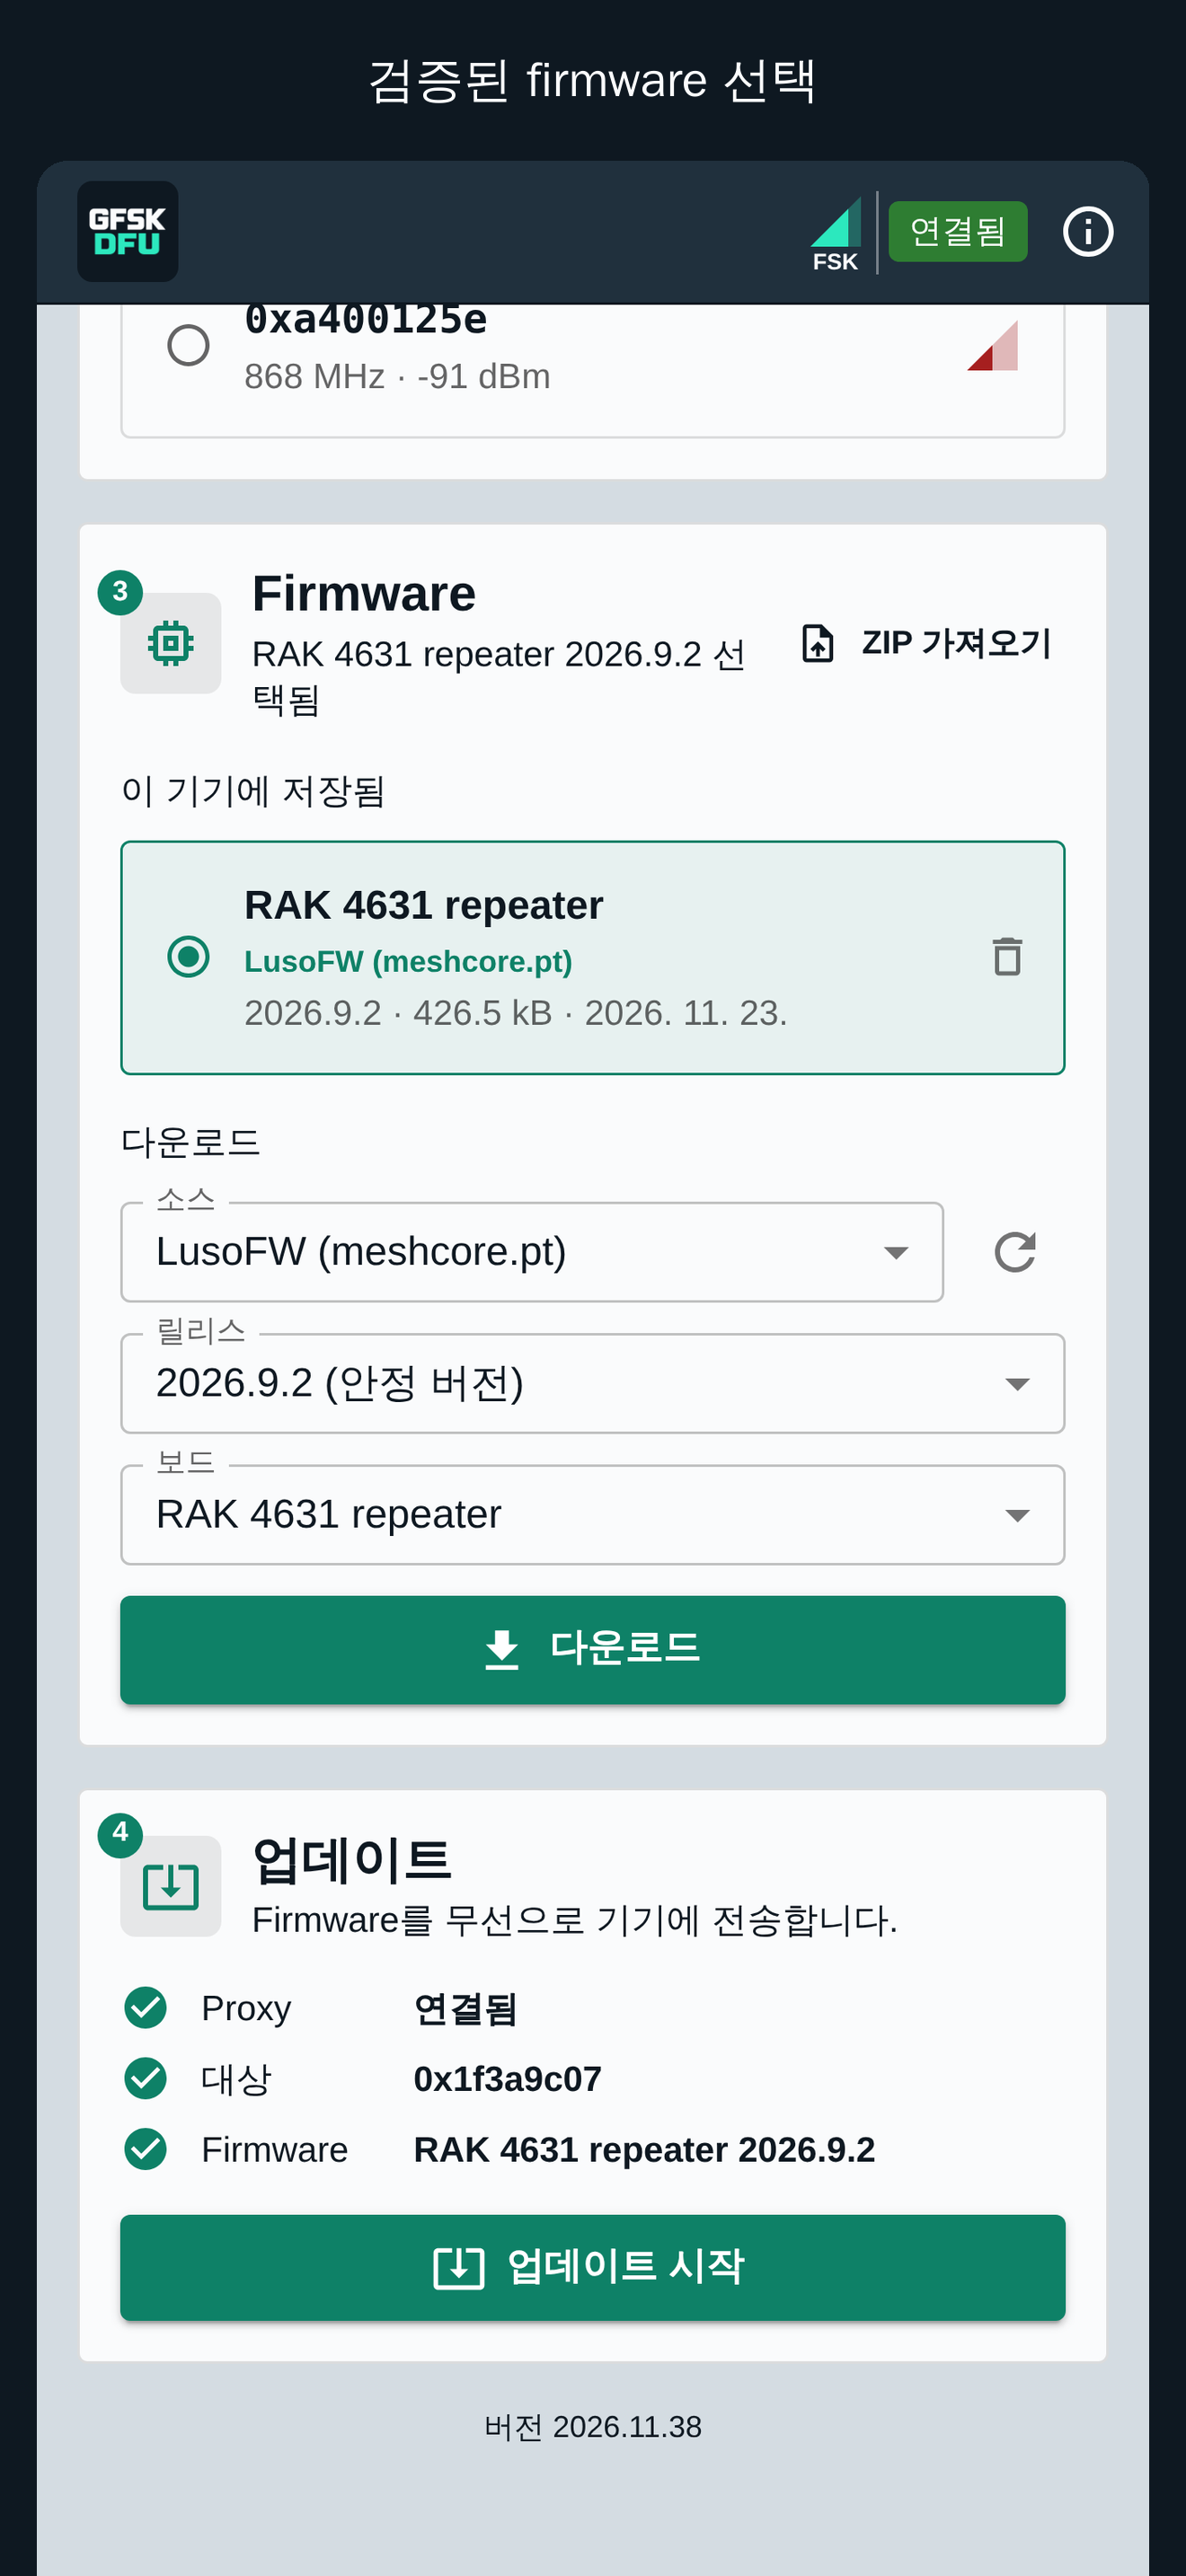 검증된 firmware 선택
GFSK
DFU
FSK
연결됨
0xa400125e
868 MHz · -91 dBm
3
Firmware
RAK 4631 repeater 2026.9.2 선
택됨
ZIP 가져오기
이 기기에 저장됨
RAK 4631 repeater
LusoFW (meshcore.pt)
2026.9.2 · 426.5 kB · 2026. 11. 23.
다운로드
소스
LusoFW (meshcore.pt)
릴리스
2026.9.2 (안정 버전)
보드
RAK 4631 repeater
다운로드
4
업데이트
Firmware를 무선으로 기기에 전송합니다.
Proxy 연결됨
대상 0x1f3a9c07
Firmware RAK 4631 repeater 2026.9.2
업데이트 시작
버전 2026.11.38